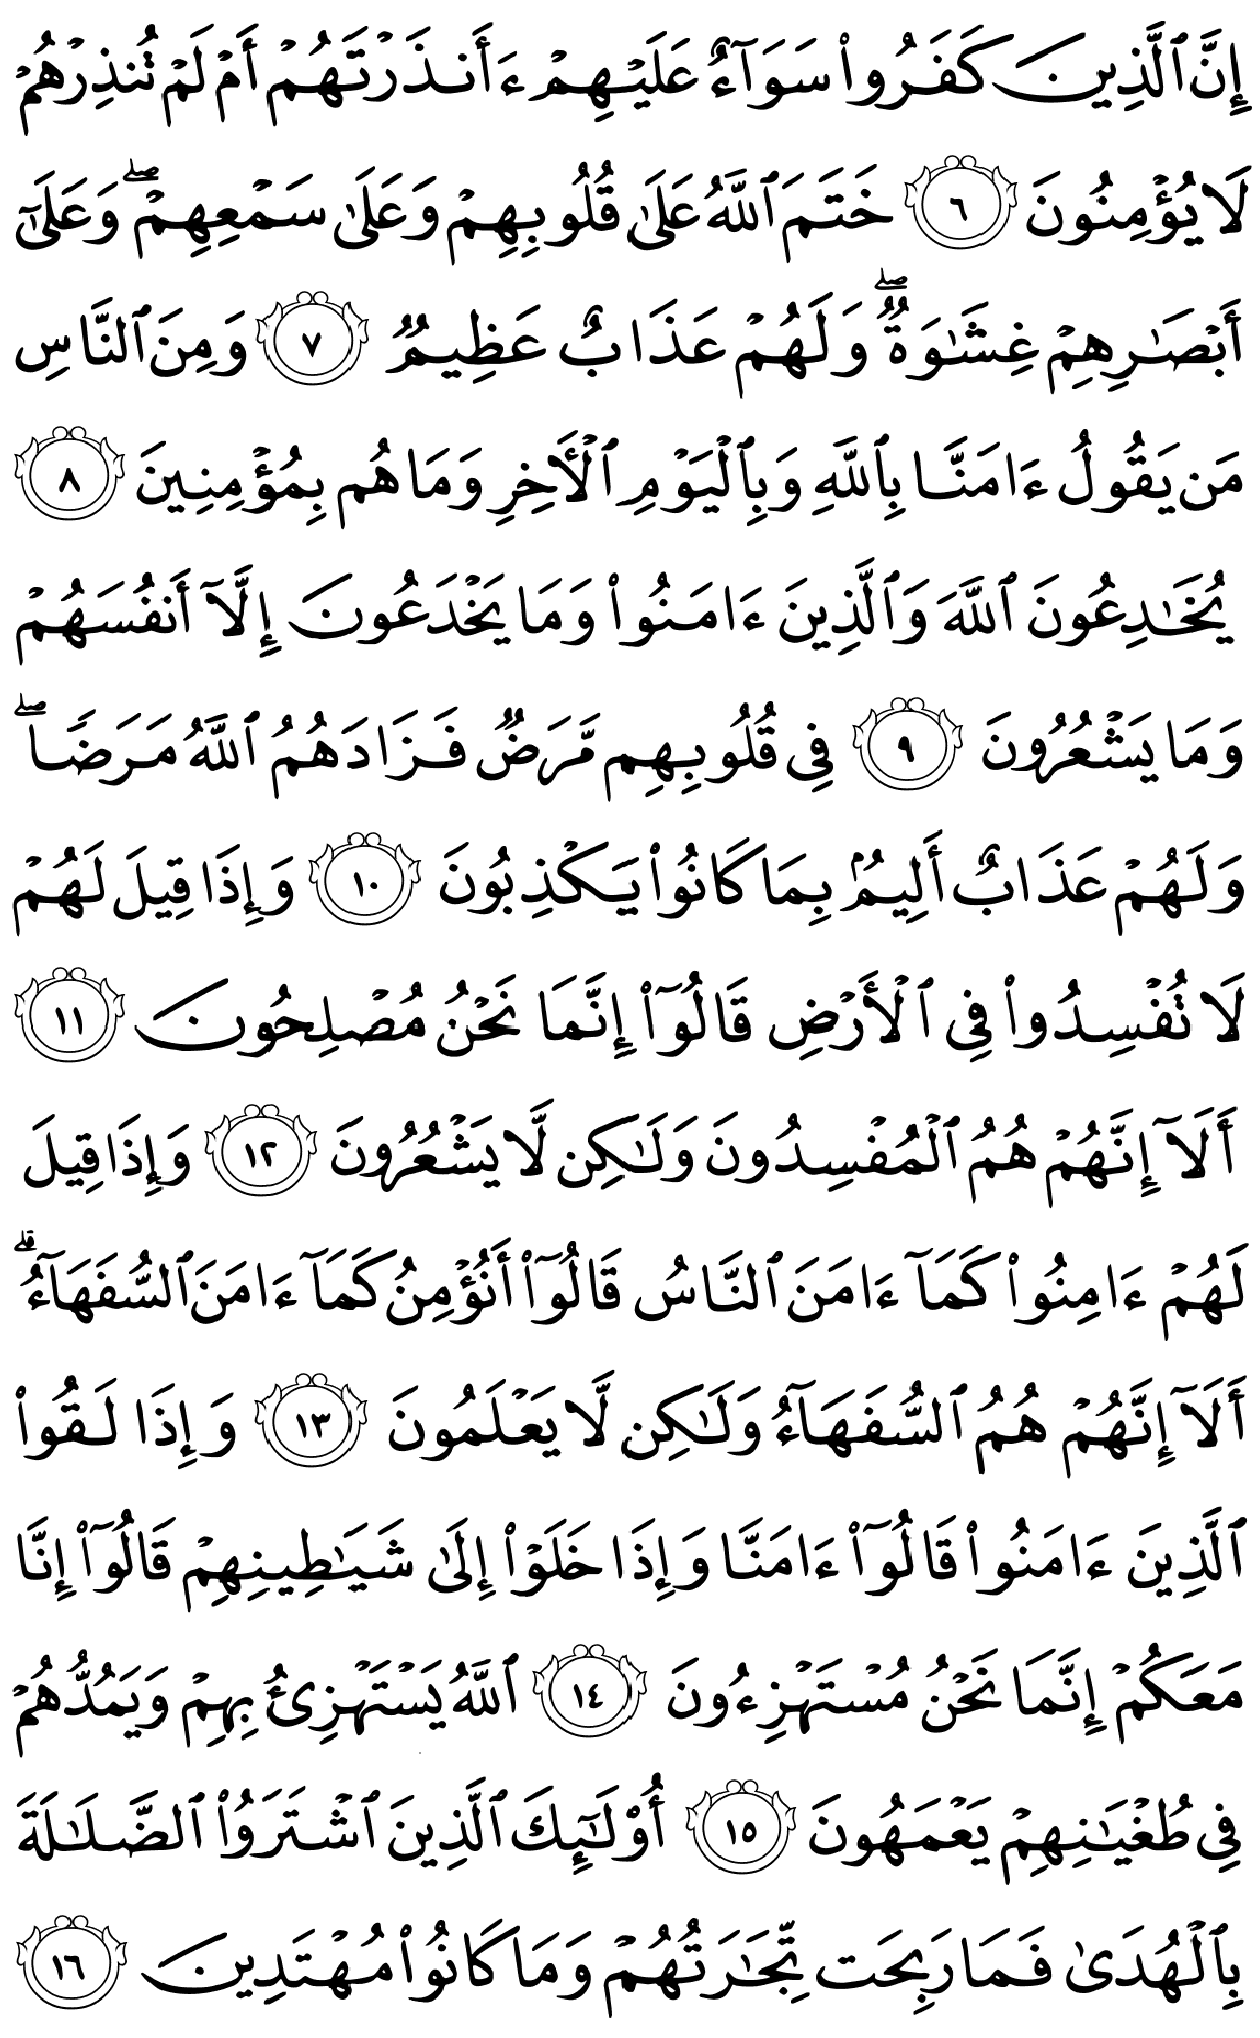 إِنَّ ٱلَّذِينَ كَفَرُوا۟ سَوَآءٌ عَلَيْهِمْ ءَأَنذَرْتَهُمْ أَمْ لَمْ تُنذِرْهُمْ
لَا يُؤْمِنُونَ ٦ خَتَمَ ٱللَّهُ عَلَىٰ قُلُوبِهِمْ وَعَلَىٰ سَمْعِهِمْ ۖ وَعَلَىٰٓ
أَبْصَـٰرِهِمْ غِشَـٰوَةٌ ۖ وَلَهُمْ عَذَابٌ عَظِيمٌ ٧ وَمِنَ ٱلنَّاسِ
مَن يَقُولُ ءَامَنَّا بِٱللَّهِ وَبِٱلْيَوْمِ ٱلْـَٔاخِرِ وَمَا هُم بِمُؤْمِنِينَ ٨
يُخَـٰدِعُونَ ٱللَّهَ وَٱلَّذِينَ ءَامَنُوا۟ وَمَا يَخْدَعُونَ إِلَّآ أَنفُسَهُمْ
وَمَا يَشْعُرُونَ ٩ فِى قُلُوبِهِم مَّرَضٌ فَزَادَهُمُ ٱللَّهُ مَرَضًا ۖ
وَلَهُمْ عَذَابٌ أَلِيمٌۢ بِمَا كَانُوا۟ يَكْذِبُونَ ١٠ وَإِذَا قِيلَ لَهُمْ
لَا تُفْسِدُوا۟ فِى ٱلْأَرْضِ قَالُوٓا۟ إِنَّمَا نَحْنُ مُصْلِحُونَ ١١
أَلَآ إِنَّهُمْ هُمُ ٱلْمُفْسِدُونَ وَلَـٰكِن لَّا يَشْعُرُونَ ١٢ وَإِذَا قِيلَ
لَهُمْ ءَامِنُوا۟ كَمَآ ءَامَنَ ٱلنَّاسُ قَالُوٓا۟ أَنُؤْمِنُ كَمَآ ءَامَنَ ٱلسُّفَهَآءُ ۗ
أَلَآ إِنَّهُمْ هُمُ ٱلسُّفَهَآءُ وَلَـٰكِن لَّا يَعْلَمُونَ ١٣ وَإِذَا لَقُوا۟
ٱلَّذِينَ ءَامَنُوا۟ قَالُوٓا۟ ءَامَنَّا وَإِذَا خَلَوْا۟ إِلَىٰ شَيَـٰطِينِهِمْ قَالُوٓا۟ إِنَّا
مَعَكُمْ إِنَّمَا نَحْنُ مُسْتَهْزِءُونَ ١٤ ٱللَّهُ يَسْتَهْزِئُ بِهِمْ وَيَمُدُّهُمْ
فِى طُغْيَـٰنِهِمْ يَعْمَهُونَ ١٥ أُو۟لَـٰٓئِكَ ٱلَّذِينَ ٱشْتَرَوُا۟ ٱلضَّلَـٰلَةَ
بِٱلْهُدَىٰ فَمَا رَبِحَت تِّجَـٰرَتُهُمْ وَمَا كَانُوا۟ مُهْتَدِينَ ١٦